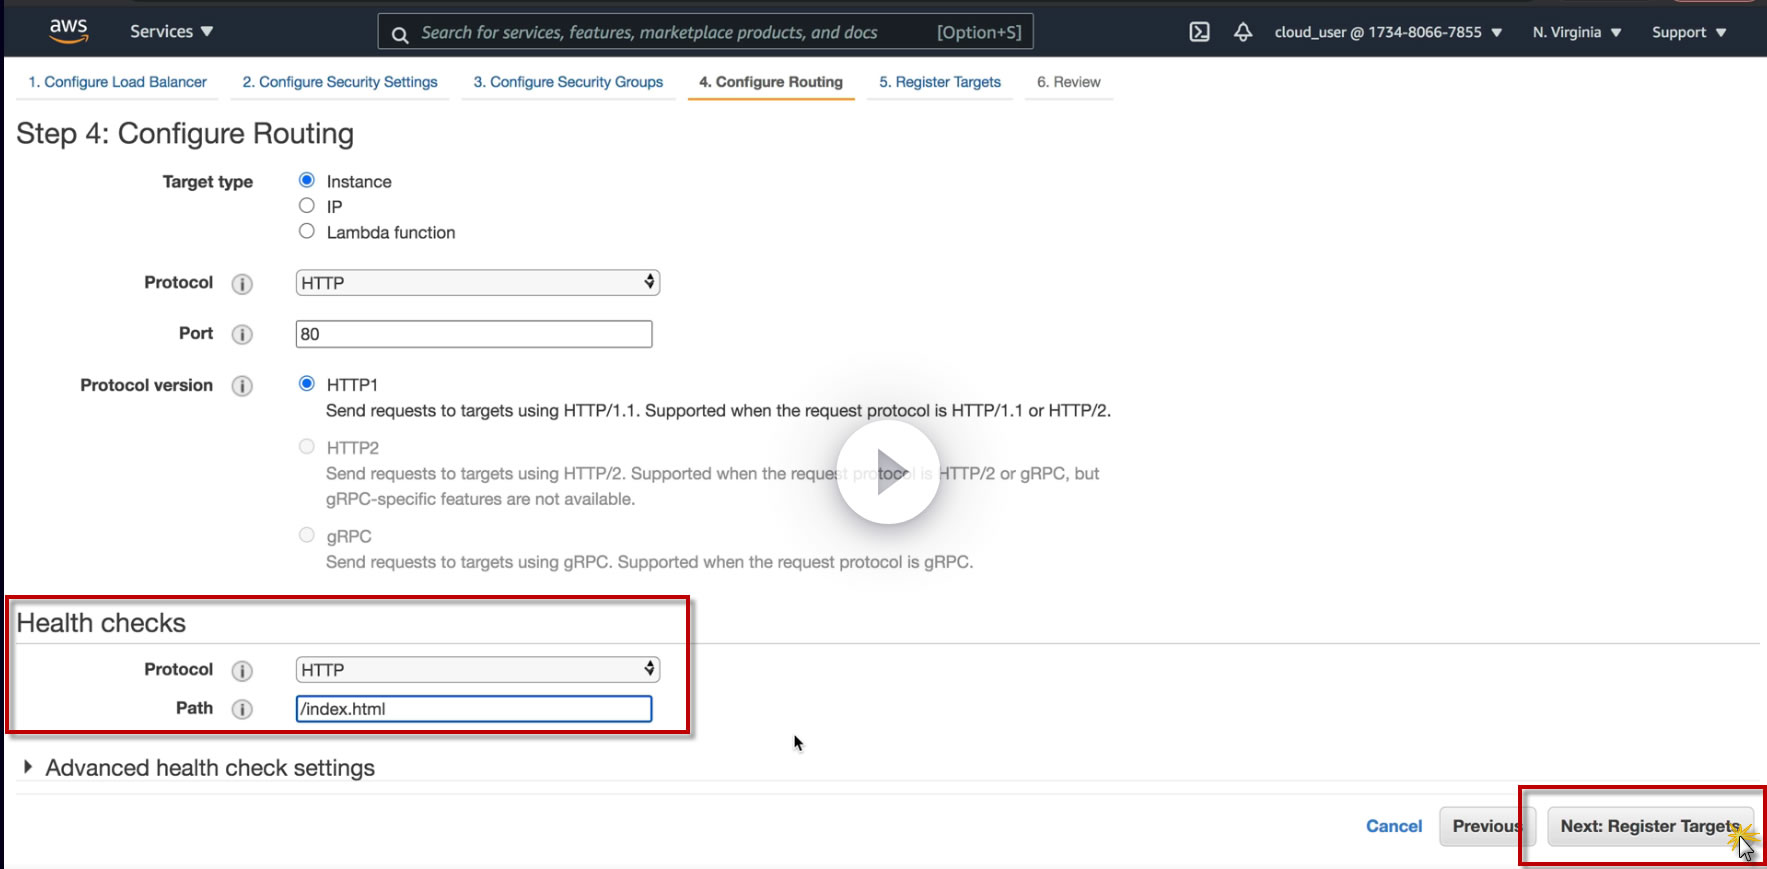 aws
Services
Search for services, features, marketplace products, and docs
[Option+S]
cloud_user @ 1734-8066-7855
N. Virginia
Support
1. Configure Load Balancer
2. Configure Security Settings
3. Configure Security Groups
4. Configure Routing
5. Register Targets
6. Review
Step 4: Configure Routing
Target type
Instance
IP
Lambda function
Protocol
HTTP
Port
80
Protocol version
HTTP1
Send requests to targets using HTTP/1.1. Supported when the request protocol is HTTP/1.1 or HTTP/2.
HTTP2
Send requests to targets using HTTP/2. Supported when the request protocol is HTTP/2 or gRPC, but
gRPC-specific features are not available.
gRPC
Send requests to targets using gRPC. Supported when the request protocol is gRPC.
Health checks
Protocol
HTTP
Path
/index.html
Advanced health check settings
Cancel
Previous
Next: Register Targets